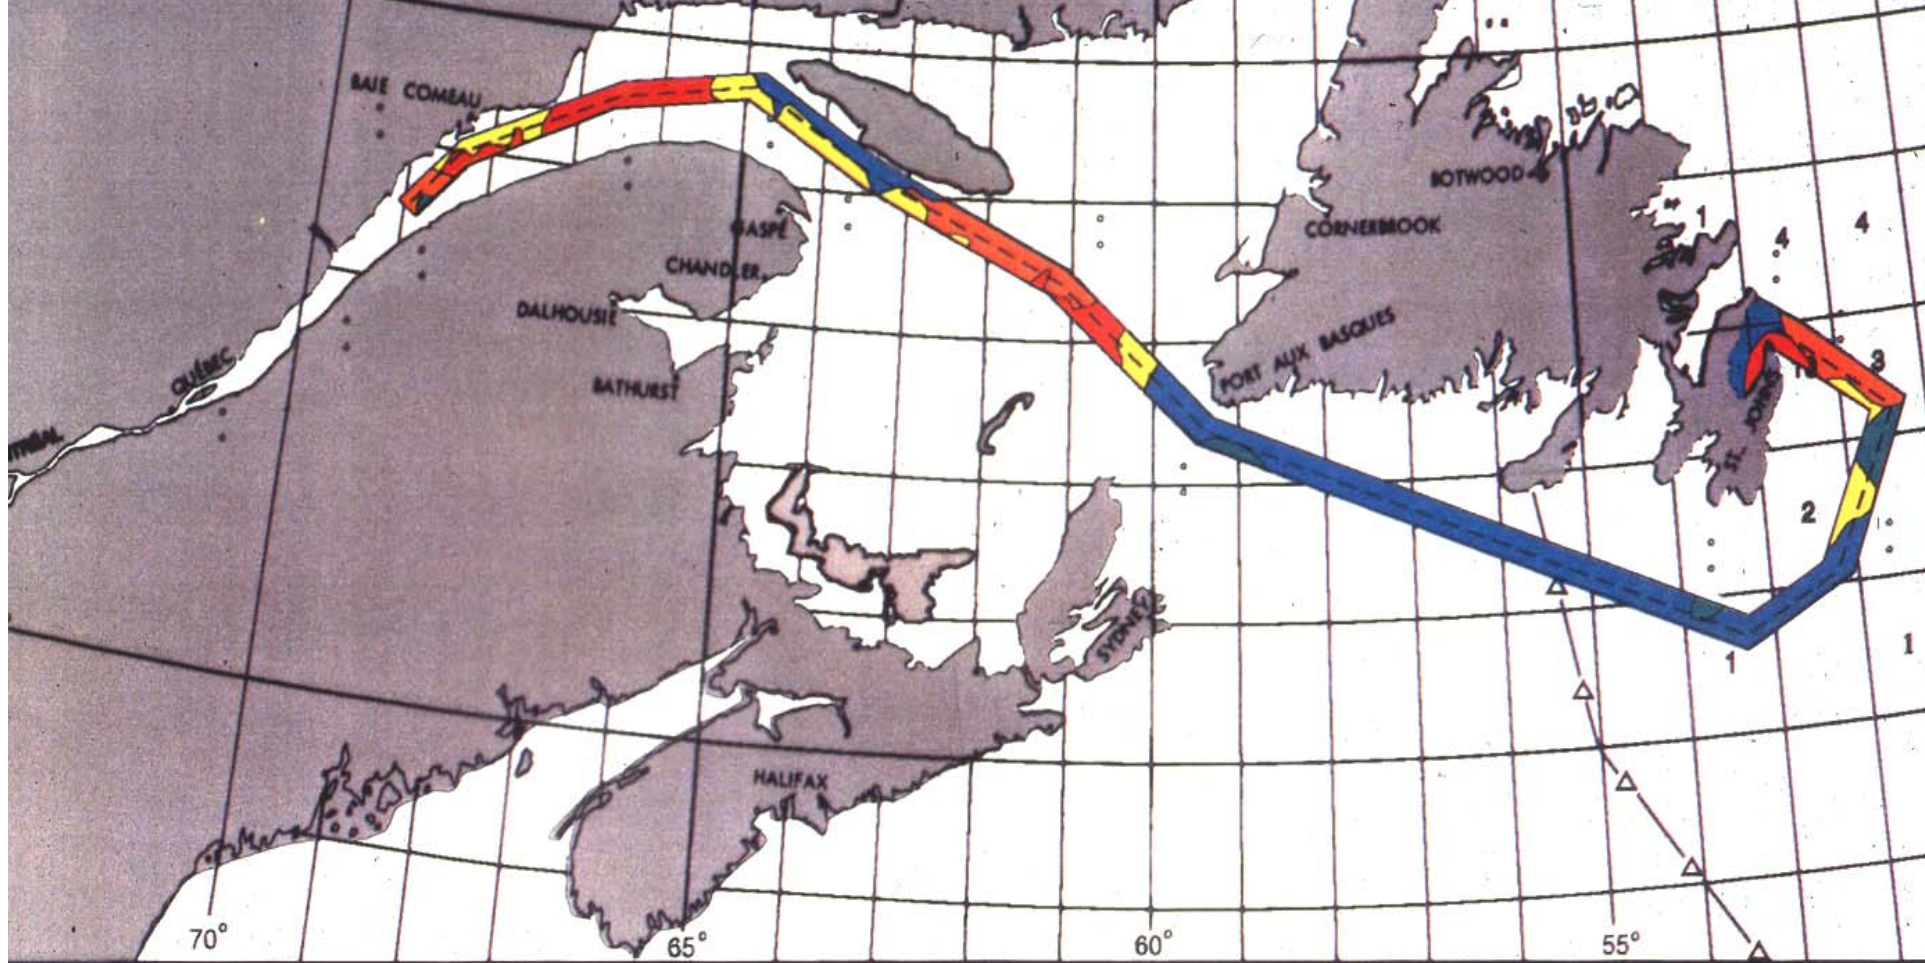 BAIE COMEAU
BOTWOOD
GASPÉ
CORNERBROOK
1
4
4
CHANDLER
DALHOUSIE
PORT AUX BASQUES
QUÉBEC
BATHURST
3
ST. JOHNS
2
SYDNEY
1
1
HALIFAX
70°
65°
60°
55°